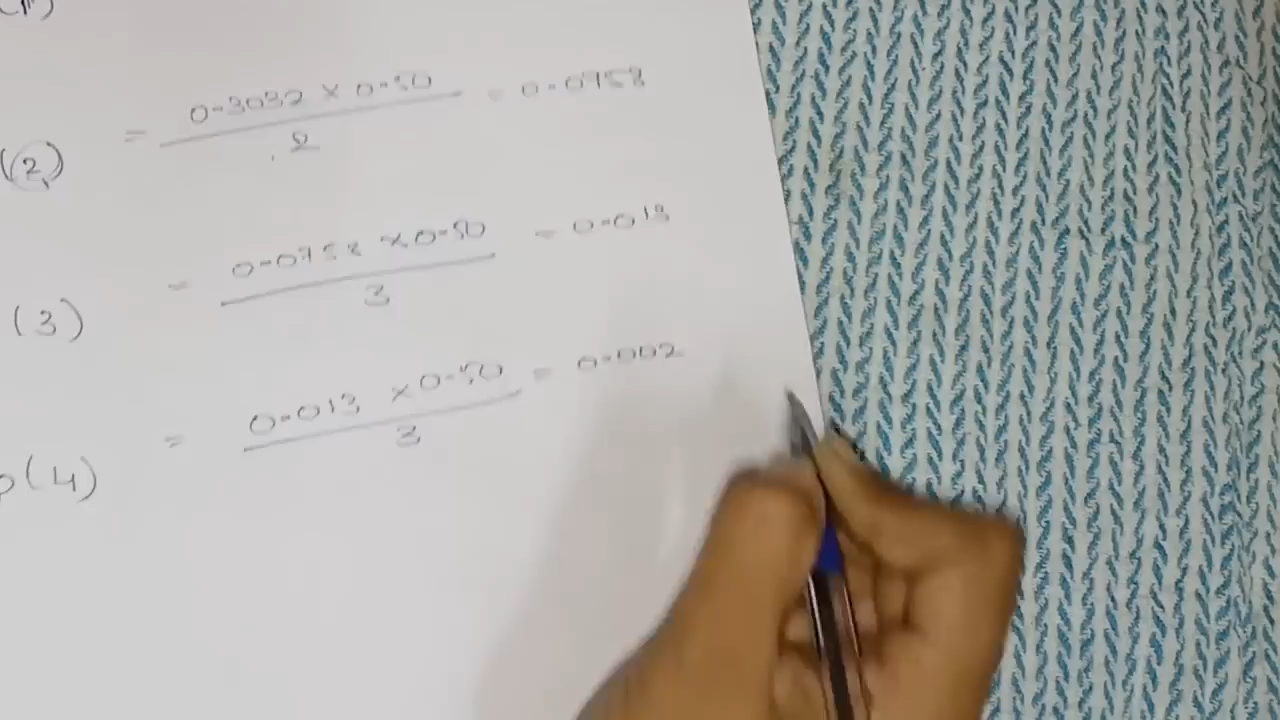 (2) = 0.3032 × 0.50 / 2 = 0.0758
(3) = 0.0758 × 0.50 / 3 = 0.013
p(4) = 0.013 × 0.50 / 3 = 0.002